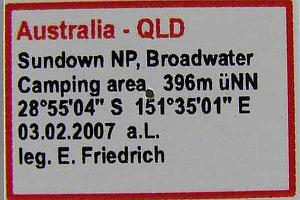 Australia - QLD
Sundown NP, Broadwater
Camping area, 396m üNN
28°55'04" S 151°35'01" E
03.02.2007 a.L.
leg. E. Friedrich